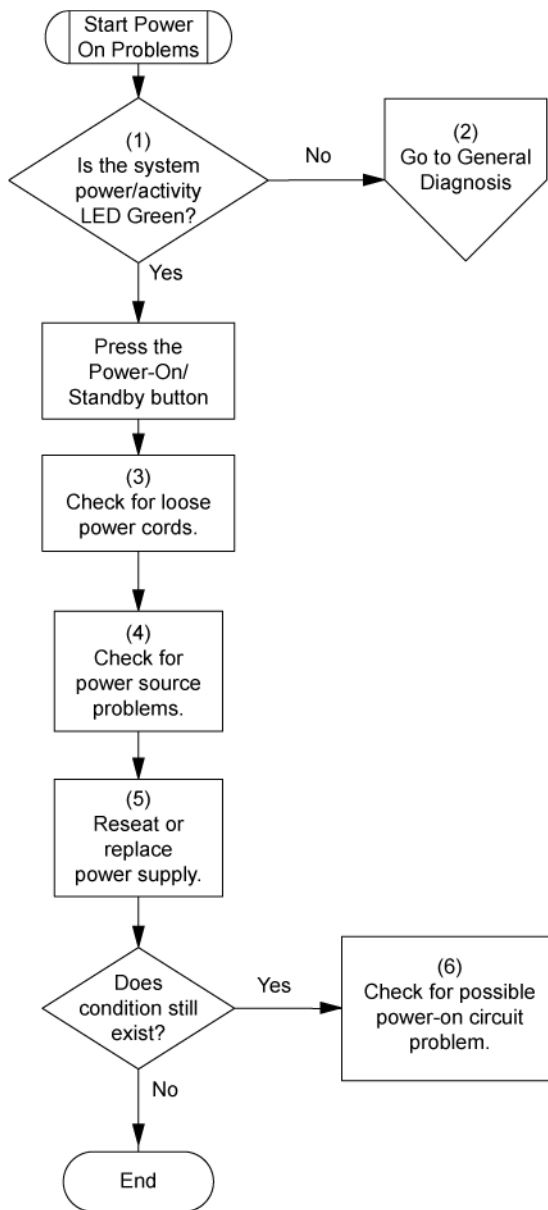 Start Power
On Problems
(1)
Is the system
power/activity
LED Green?
No
(2)
Go to General
Diagnosis
Yes
Press the
Power-On/
Standby button
(3)
Check for loose
power cords.
(4)
Check for
power source
problems.
(5)
Reseat or
replace
power supply.
Does
condition still
exist?
Yes
(6)
Check for possible
power-on circuit
problem.
No
End